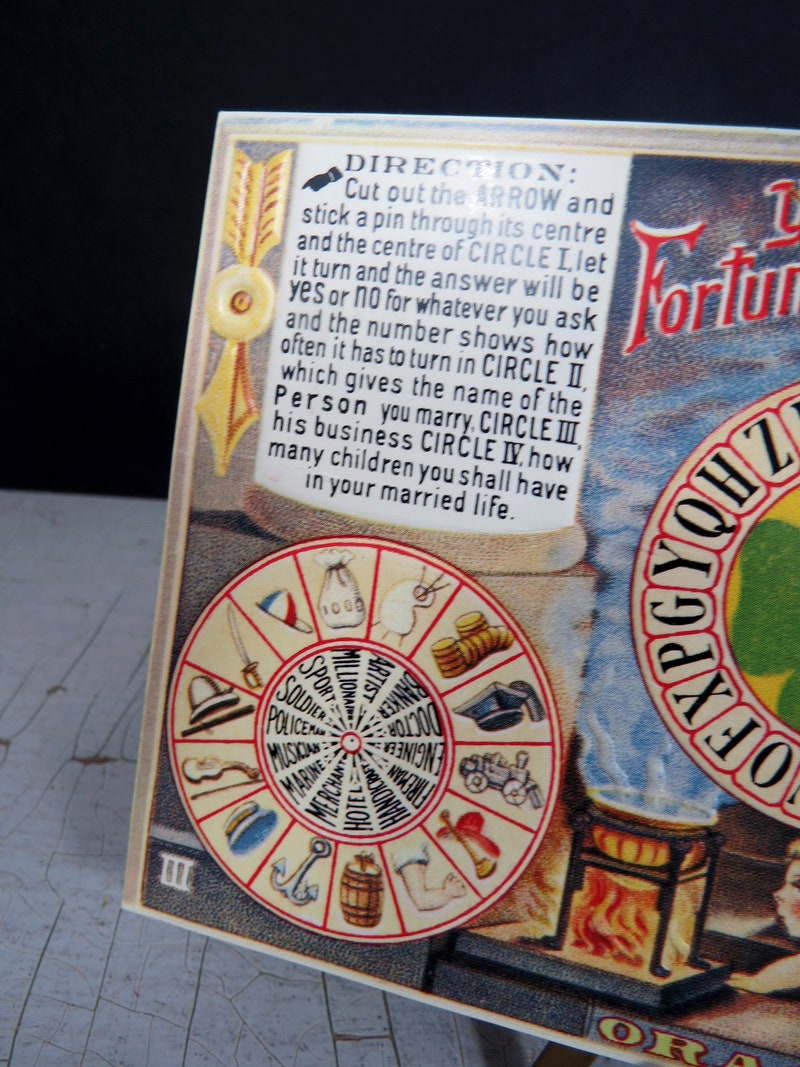 DIRECTION:
Cut out the ARROW and
stick a pin through its centre
and the centre of CIRCLE I, let
it turn and the answer will be
yes or no for whatever you ask
and the number shows how
often it has to turn in CIRCLE II,
which gives the name of the
Person you marry, CIRCLE III,
his business CIRCLE IV, how
many children you shall have
in your married life.
Fortun
Z
H
Q
Y
G
P
X
F
O
1000
MILLIONAIRE
ARTIST
BANKER
DOCTOR
ENGINEER
FIREMAN
HANDICRAFT
HOTEL
MERCHANT
MARINE
MUSICIAN
POLICEMAN
SOLDIER
SPORT
III
ORA